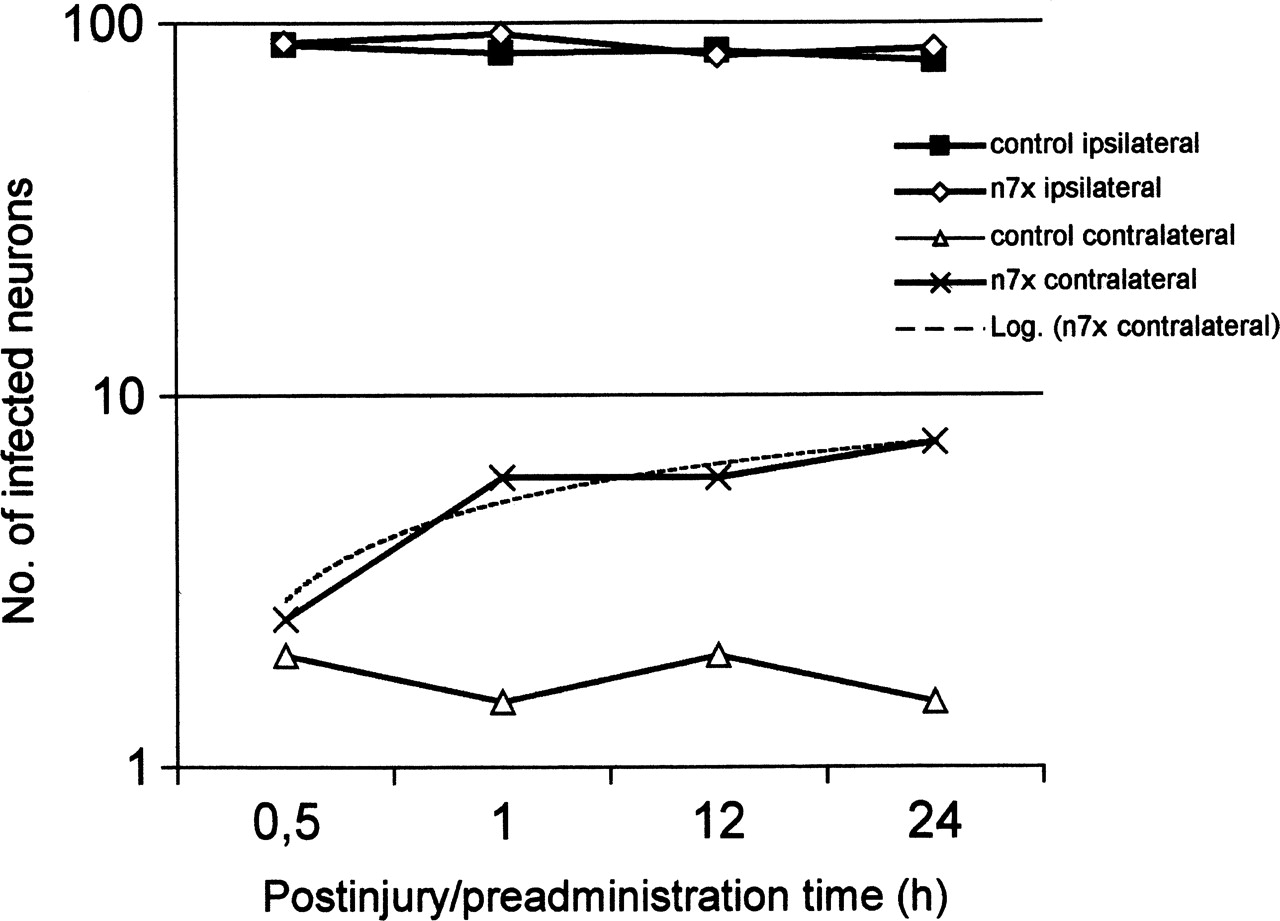 100
10
1
No. of infected neurons
control ipsilateral
n7x ipsilateral
control contralateral
n7x contralateral
Log. (n7x contralateral)
0,5 1 12 24
Postinjury/preadministration time (h)